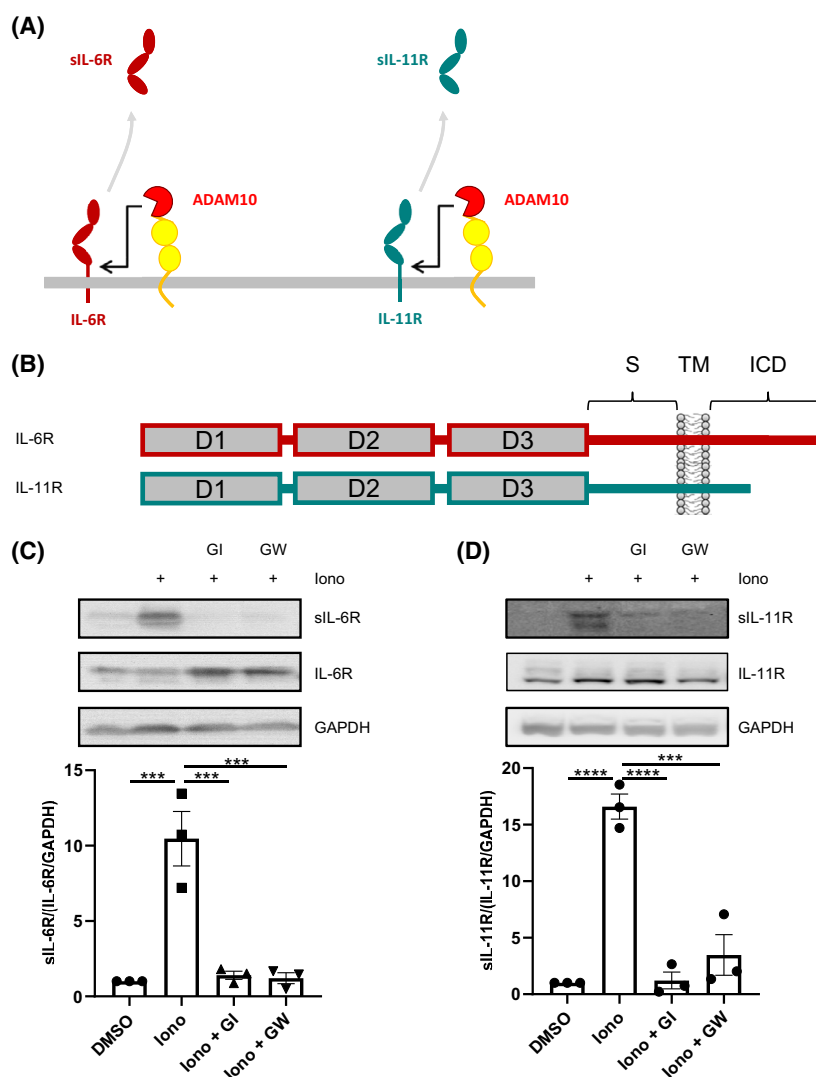 (A)
sIL-6R
sIL-11R
ADAM10
ADAM10
IL-6R
IL-11R
(B)
S TM ICD
IL-6R
D1 D2 D3
IL-11R
D1 D2 D3
(C)
GI GW
+ + + Iono
sIL-6R
IL-6R
GAPDH
***
*** ***
sIL-6R/(IL-6R/GAPDH)
15
10
5
0
DMSO
Iono
Iono + GI
Iono + GW
(D)
GI GW
+ + + Iono
sIL-11R
IL-11R
GAPDH
***
**** ****
sIL-11R/(IL-11R/GAPDH)
20
15
10
5
0
DMSO
Iono
Iono + GI
Iono + GW